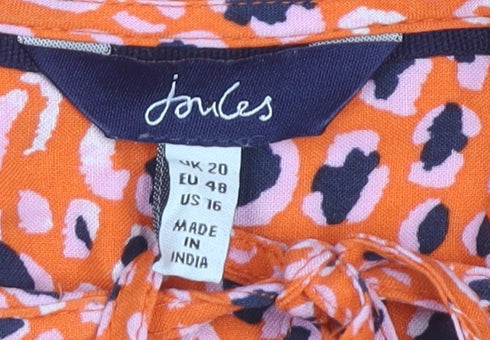 joules
UK 20
EU 48
US 16
MADE
IN
INDIA